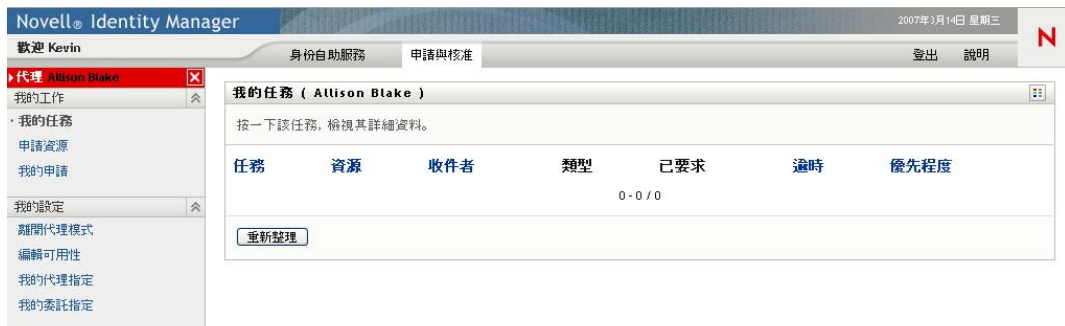 Novell® Identity Manager
2007年3月14日 星期三
歡迎 Kevin
身份自助服務
申請與核准
登出
說明
N
代理 Allison Blake
我的工作
我的任務
申請資源
我的申請
我的設定
離開代理模式
編輯可用性
我的代理指定
我的委託指定
我的任務 ( Allison Blake )
按一下該任務, 檢視其詳細資料。
任務 資源 收件者 類型 已要求 逾時 優先程度
0 - 0 / 0
重新整理